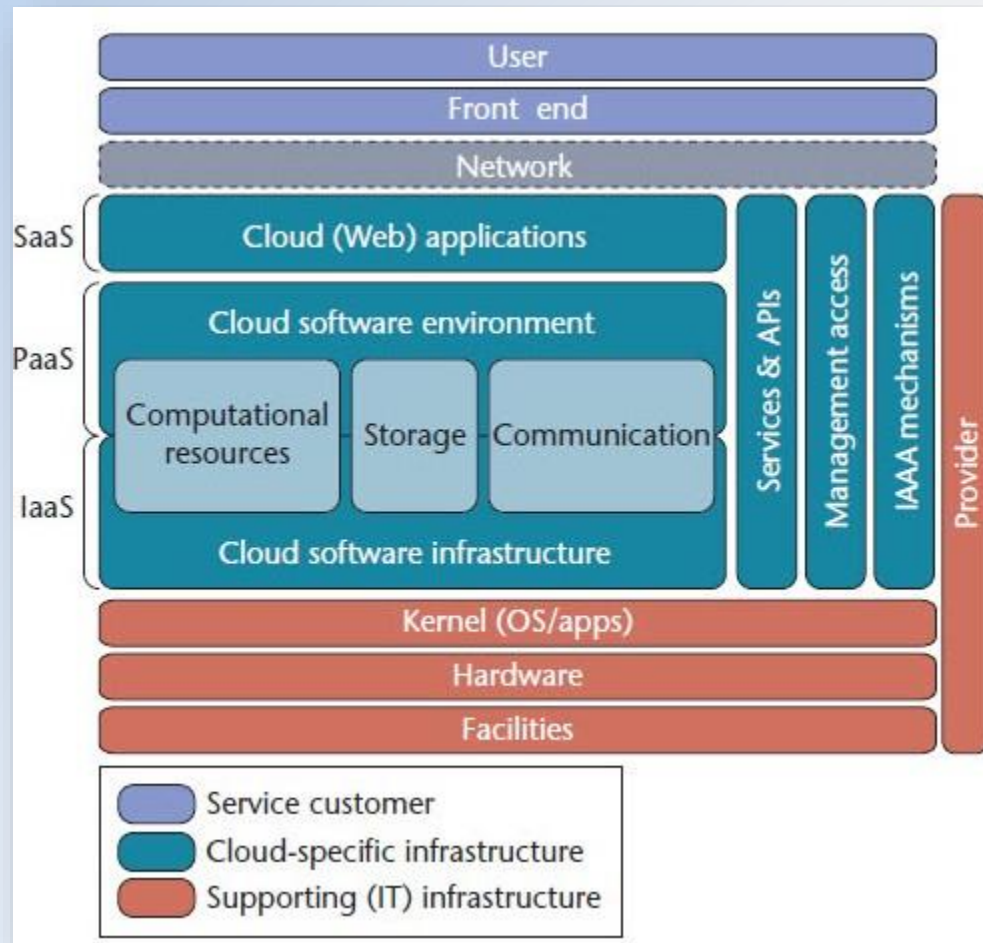 User
Front end
Network
SaaS
Cloud (Web) applications
PaaS
Cloud software environment
Computational
resources
Storage
Communication
IaaS
Cloud software infrastructure
Services & APIs
Management access
IAAA mechanisms
Provider
Kernel (OS/apps)
Hardware
Facilities
Service customer
Cloud-specific infrastructure
Supporting (IT) infrastructure